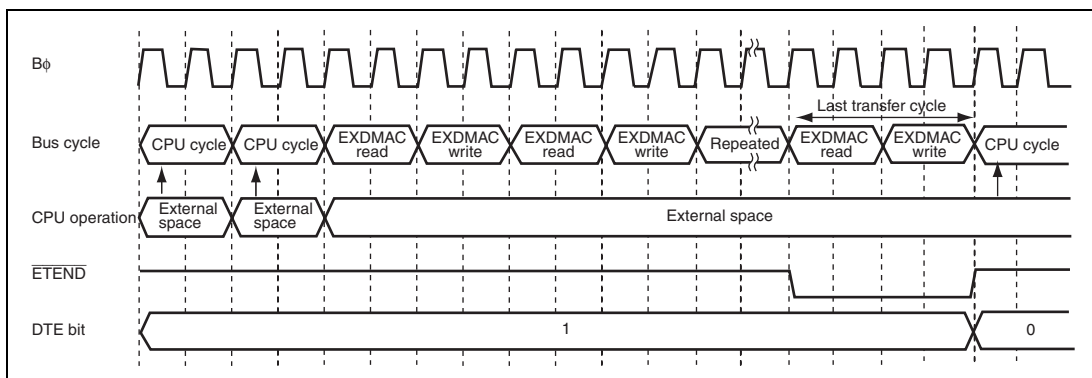 Bϕ
Last transfer cycle
Bus cycle CPU cycle CPU cycle EXDMAC read EXDMAC write EXDMAC read EXDMAC write Repeated EXDMAC read EXDMAC write CPU cycle
CPU operation External space External space External space
ETEND
DTE bit 1 0